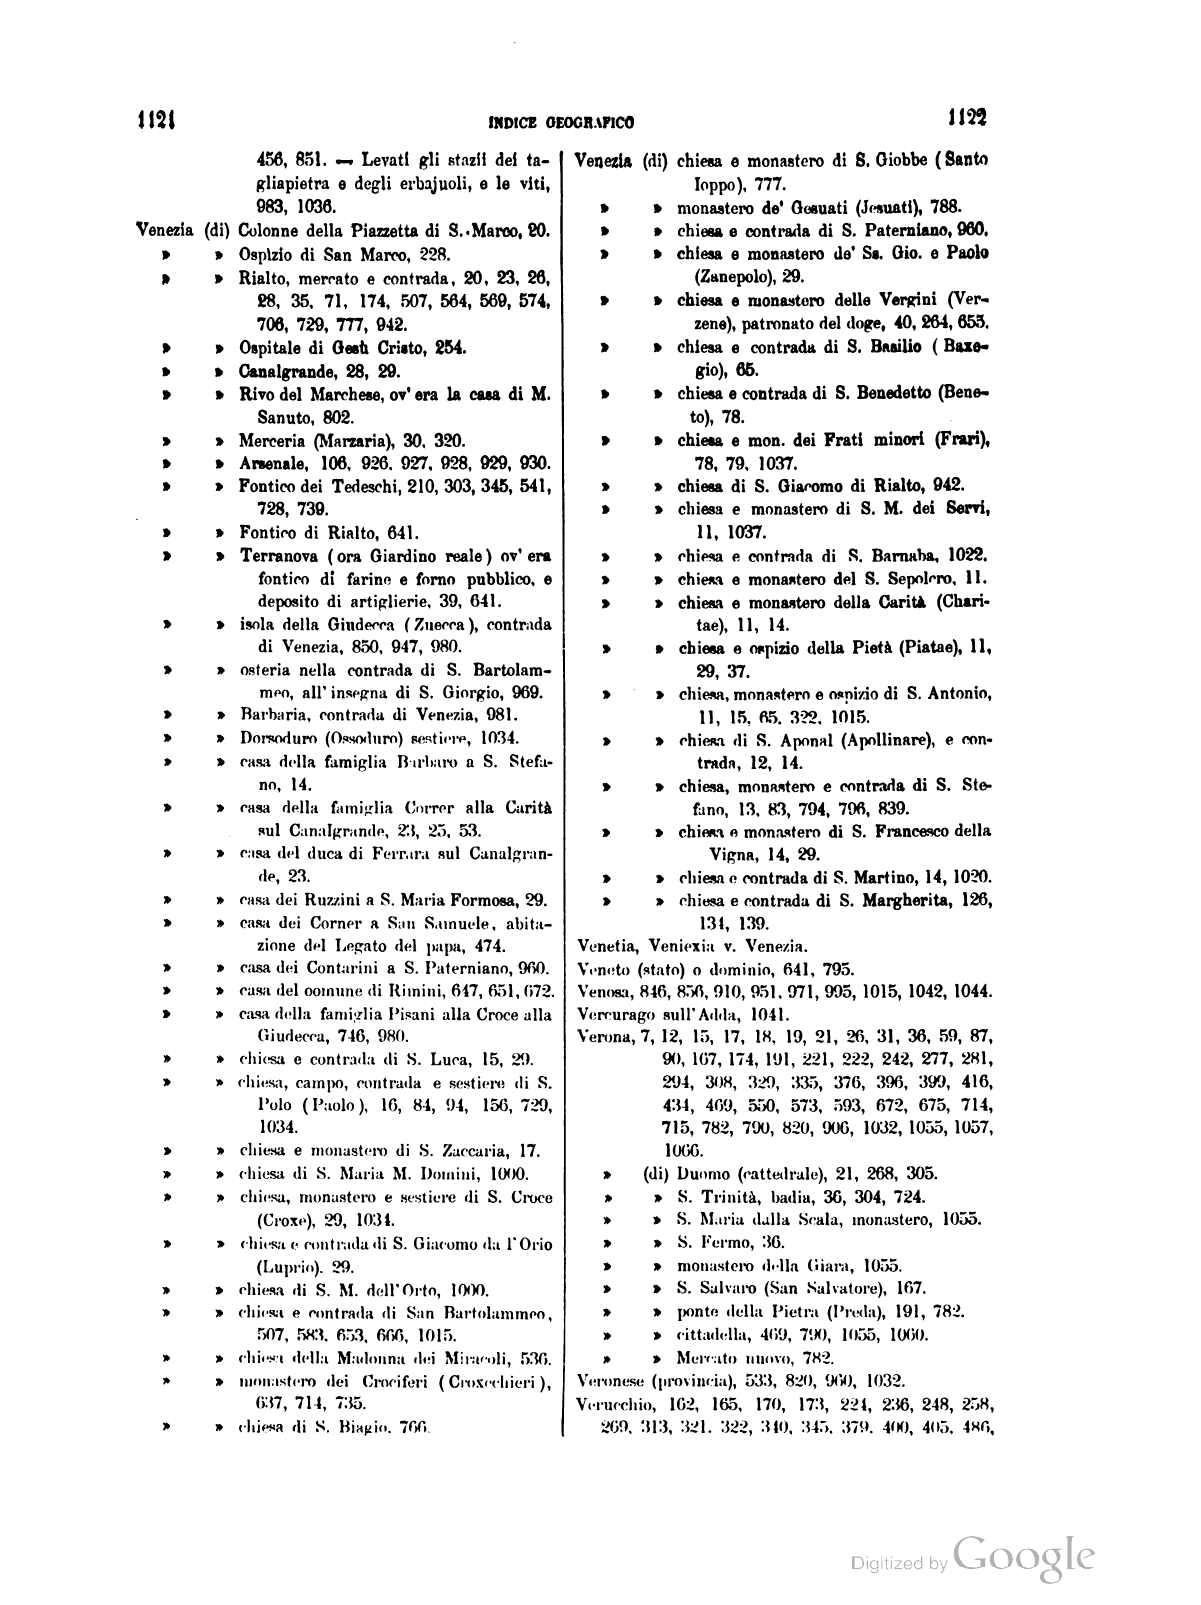 1121
INDICE GEOGRAFICO
1122
456, 851. — Levati gli stazii dei ta-
gliapietra e degli erbajuoli, e le viti,
983, 1036.
Venezia (di) Colonne della Piazzetta di S. Marco, 20.
» » Ospizio di San Marco, 228.
» » Rialto, mercato e contrada, 20, 23, 26,
28, 35, 71, 174, 507, 564, 569, 574,
706, 729, 777, 942.
» » Ospitale di Gesù Cristo, 254.
» » Canalgrande, 28, 29.
» » Rivo del Marchese, ov' era la casa di M.
Sanuto, 802.
» » Merceria (Marzaria), 30, 320.
» » Arsenale, 106, 926, 927, 928, 929, 930.
» » Fontico dei Tedeschi, 210, 303, 345, 541,
728, 739.
» » Fontico di Rialto, 641.
» » Terranova (ora Giardino reale) ov' era
fontico di farine e forno pubblico, e
deposito di artiglierie, 39, 641.
» » isola della Giudecca (Zuecca), contrada
di Venezia, 850, 947, 980.
» » osteria nella contrada di S. Bartolam-
meo, all' insegna di S. Giorgio, 969.
» » Barbaria, contrada di Venezia, 981.
» » Dorsoduro (Ossoduro) sestiere, 1034.
» » casa della famiglia Barbaro a S. Stefa-
no, 14.
» » casa della famiglia Correr alla Carità
sul Canalgrande, 23, 25, 53.
» » casa del duca di Ferrara sul Canalgran-
de, 23.
» » casa dei Ruzzini a S. Maria Formosa, 29.
» » casa dei Corner a San Samuele, abita-
zione del Legato del papa, 474.
» » casa dei Contarini a S. Paterniano, 960.
» » casa del comune di Rimini, 647, 651, 672.
» » casa della famiglia Pisani alla Croce alla
Giudecca, 746, 980.
» » chiesa e contrada di S. Luca, 15, 29.
» » chiesa, campo, contrada e sestiere di S.
Polo (Paolo), 16, 84, 94, 156, 729,
1034.
» » chiesa e monastero di S. Zaccaria, 17.
» » chiesa di S. Maria M. Domini, 1000.
» » chiesa, monastero e sestiere di S. Croce
(Croxe), 29, 1034.
» » chiesa e contrada di S. Giacomo da l' Orio
(Luprio). 29.
» » chiesa di S. M. dell' Orto, 1000.
» » chiesa e contrada di San Bartolammeo,
507, 583, 653, 666, 1015.
» » chiesa della Madonna dei Miracoli, 536.
» » monastero dei Crociferi (Croxechieri),
637, 714, 735.
» » chiesa di S. Biagio, 766.
Venezia (di) chiesa e monastero di S. Giobbe (Santo
Ioppo), 777.
» » monastero de' Gesuati (Jesuati), 788.
» » chiesa e contrada di S. Paterniano, 960.
» » chiesa e monastero de' Ss. Gio. e Paolo
(Zanepolo), 29.
» » chiesa e monastero delle Vergini (Ver-
zene), patronato del doge, 40, 264, 653.
» » chiesa e contrada di S. Basilio (Baxe-
gio), 65.
» » chiesa e contrada di S. Benedetto (Bene-
to), 78.
» » chiesa e mon. dei Frati minori (Frari),
78, 79, 1037.
» » chiesa di S. Giacomo di Rialto, 942.
» » chiesa e monastero di S. M. dei Servi,
11, 1037.
» » chiesa e contrada di S. Barnaba, 1022.
» » chiesa e monastero del S. Sepolcro, 11.
» » chiesa e monastero della Carità (Chari-
tae), 11, 14.
» » chiesa e ospizio della Pietà (Piatae), 11,
29, 37.
» » chiesa, monastero e ospizio di S. Antonio,
11, 15, 65, 322, 1015.
» » chiesa di S. Aponal (Apollinare), e con-
trada, 12, 14.
» » chiesa, monastero e contrada di S. Ste-
fano, 13, 83, 794, 796, 839.
» » chiesa e monastero di S. Francesco della
Vigna, 14, 29.
» » chiesa e contrada di S. Martino, 14, 1020.
» » chiesa e contrada di S. Margherita, 126,
134, 139.
Venetia, Veniexia v. Venezia.
Veneto (stato) o dominio, 641, 795.
Venosa, 846, 856, 910, 951, 971, 995, 1015, 1042, 1044.
Vercurago sull' Adda, 1041.
Verona, 7, 12, 15, 17, 18, 19, 21, 26, 31, 36, 59, 87,
90, 167, 174, 191, 221, 222, 242, 277, 281,
294, 308, 329, 335, 376, 396, 399, 416,
434, 469, 550, 573, 593, 672, 675, 714,
715, 782, 790, 820, 906, 1032, 1055, 1057,
1066.
» (di) Duomo (cattedrale), 21, 268, 305.
» » S. Trinità, badia, 36, 304, 724.
» » S. Maria dalla Scala, monastero, 1055.
» » S. Fermo, 36.
» » monastero della Giara, 1055.
» » S. Salvaro (San Salvatore), 167.
» » ponte della Pietra (Preda), 191, 782.
» » cittadella, 469, 790, 1055, 1060.
» » Mercato nuovo, 782.
Veronese (provincia), 533, 820, 960, 1032.
Verucchio, 162, 165, 170, 173, 224, 236, 248, 258,
269, 313, 321, 322, 340, 345, 379, 400, 405, 486,
Digitized by Google